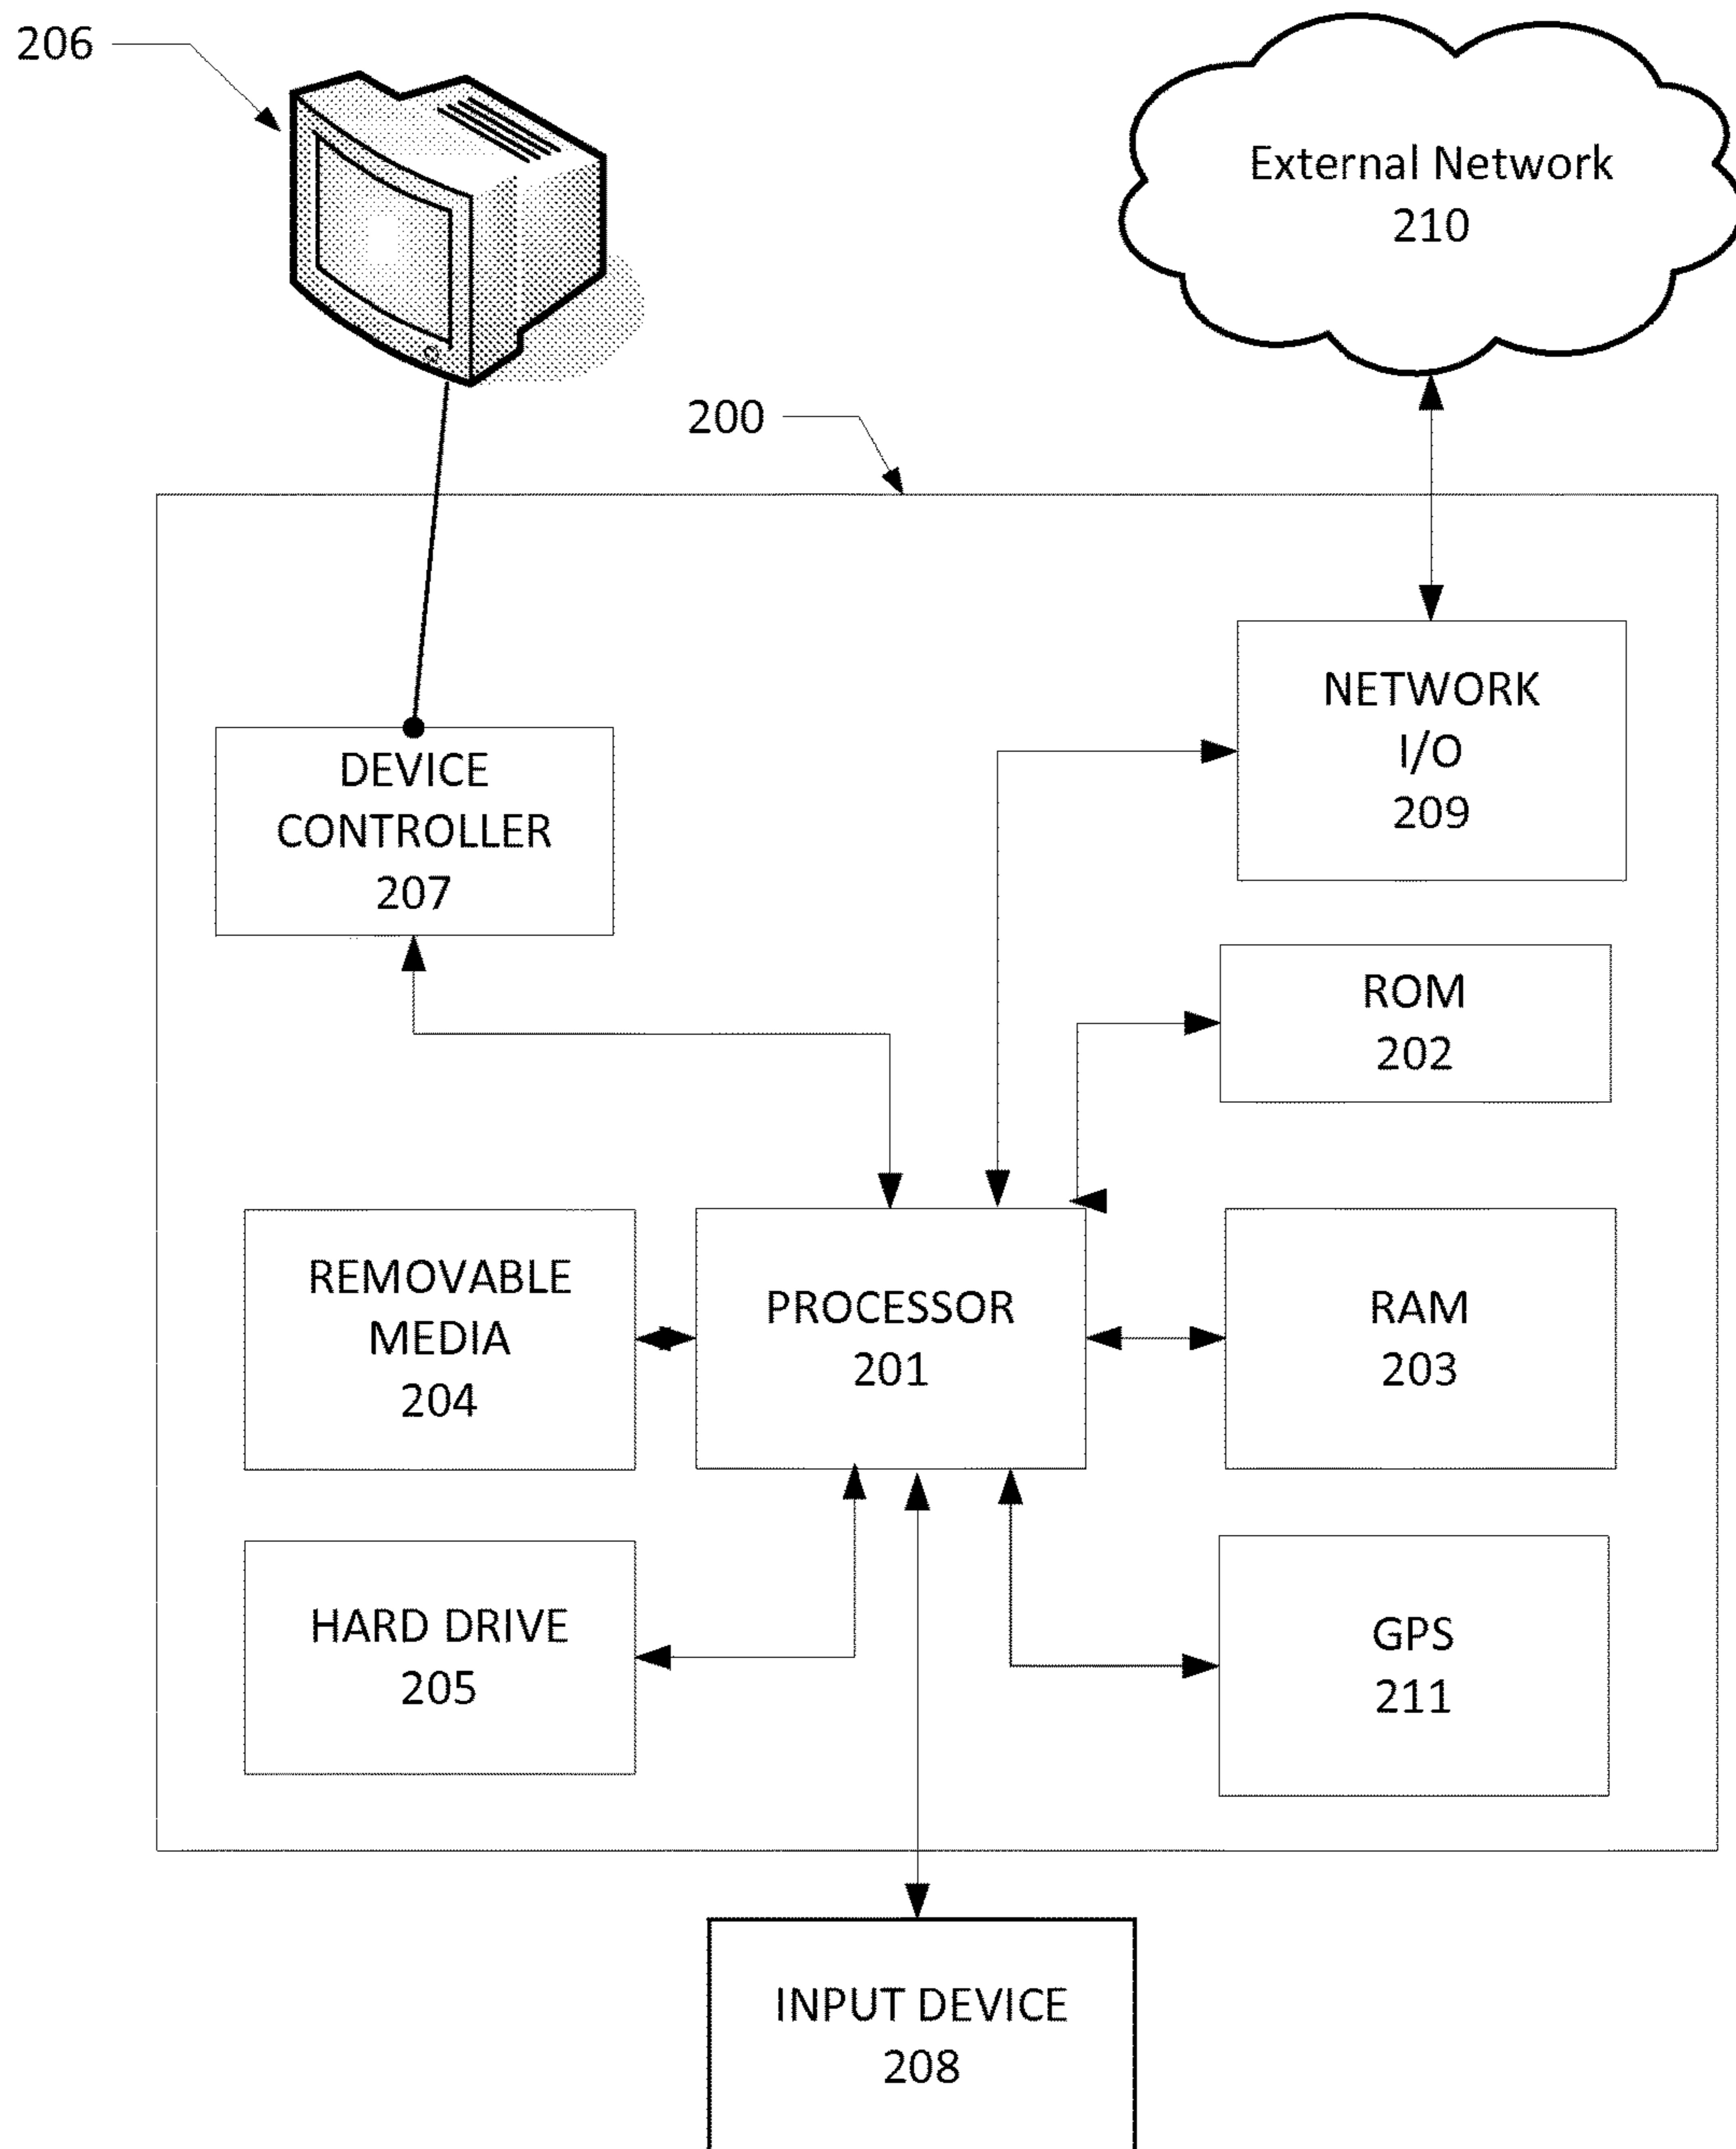 206
External Network
210
200
NETWORK
I/O
209
DEVICE
CONTROLLER
207
ROM
202
REMOVABLE
MEDIA
204
PROCESSOR
201
RAM
203
HARD DRIVE
205
GPS
211
INPUT DEVICE
208